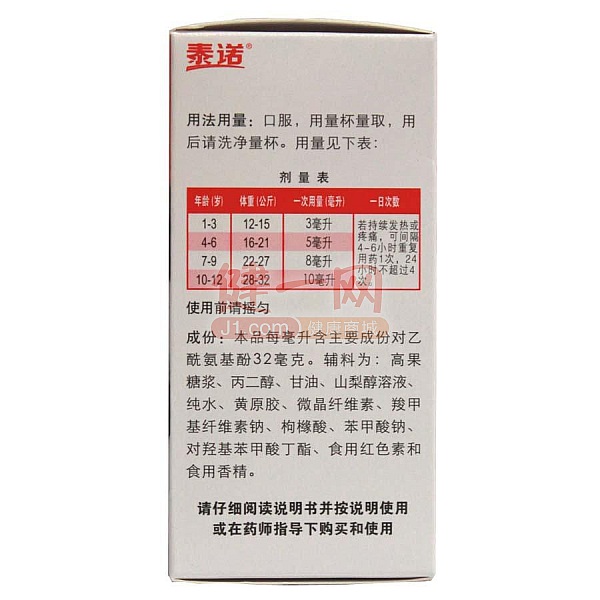 泰诺®
用法用量：口服，用量杯量取，用
后请洗净量杯。用量见下表：
剂量表
年龄(岁) 体重(公斤) 一次用量(毫升) 一日次数
1-3 12-15 3毫升 若持续发热或
4-6 16-21 5毫升 疼痛，可间隔
4-6小时重复
7-9 22-27 8毫升 用药1次，24
10-12 28-32 10毫升 小时不超过4
次。
健一网
使用前请摇匀
J1.com 健康商城
成份：本品每毫升含主要成份对乙
酰氨基酚32毫克。辅料为：高果
糖浆、丙二醇、甘油、山梨醇溶液、
纯水、黄原胶、微晶纤维素、羧甲
基纤维素钠、枸橼酸、苯甲酸钠、
对羟基苯甲酸丁酯、食用红色素和
食用香精。
请仔细阅读说明书并按说明使用
或在药师指导下购买和使用